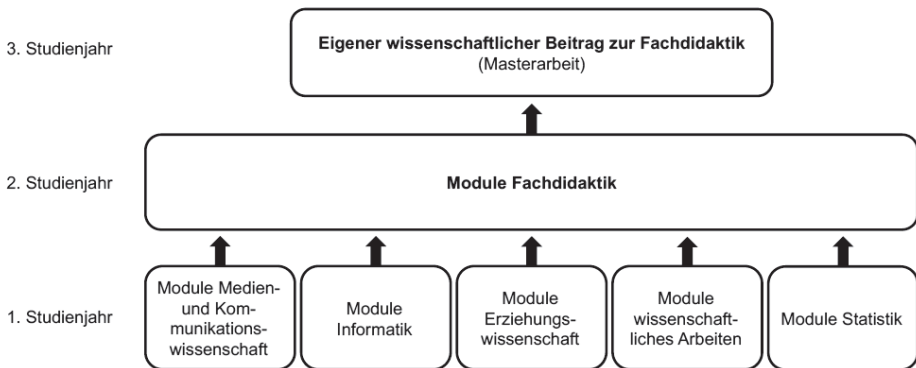 3. Studienjahr
Eigener wissenschaftlicher Beitrag zur Fachdidaktik
(Masterarbeit)
2. Studienjahr
Module Fachdidaktik
1. Studienjahr
Module Medien-
und Kom-
munikations-
wissenschaft
Module
Informatik
Module
Erziehungs-
wissenschaft
Module
wissenschaft-
liches Arbeiten
Module Statistik